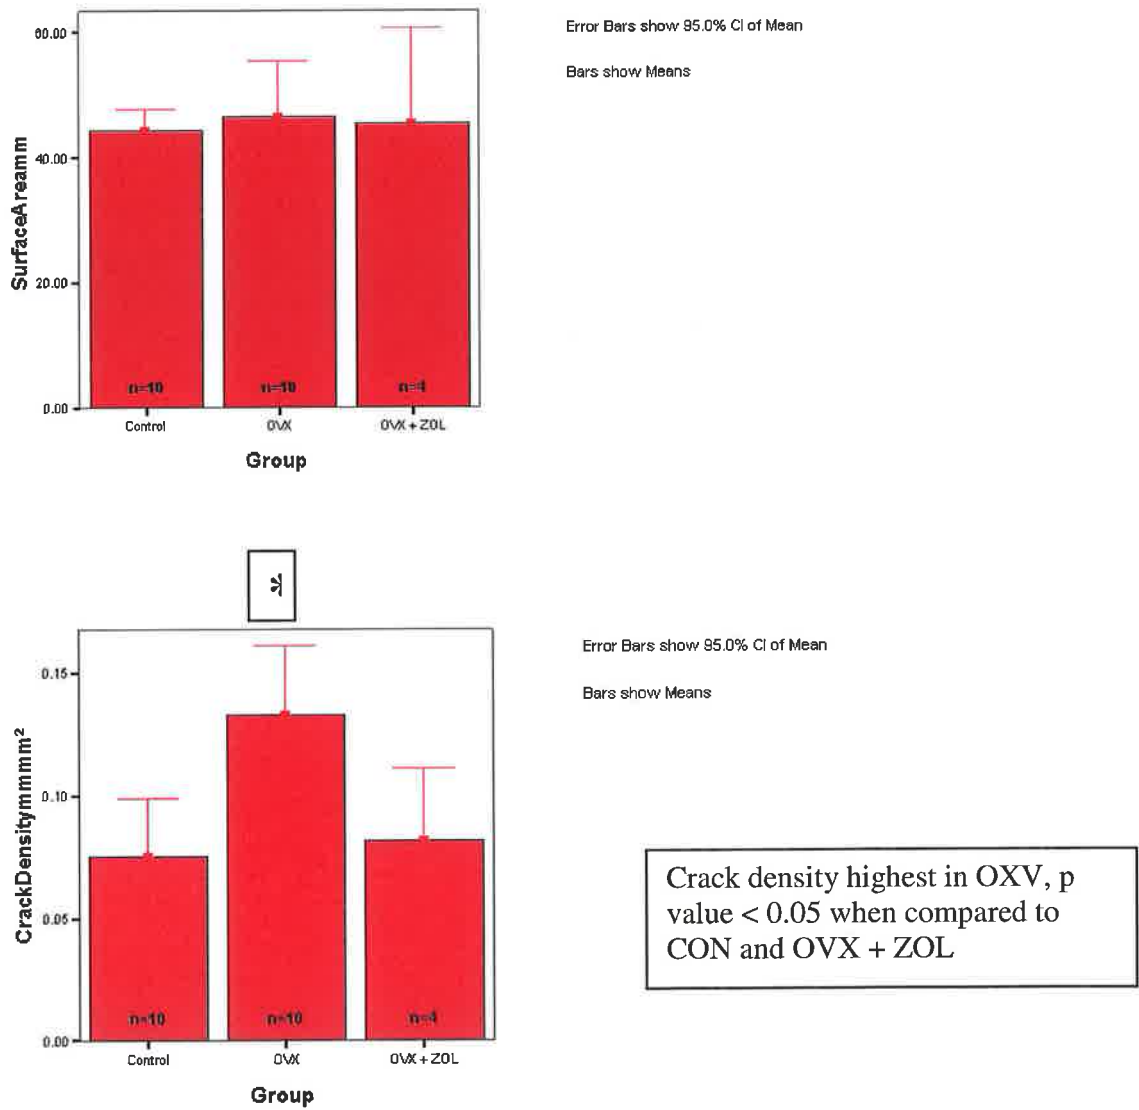 Error Bars show 95.0% CI of Mean
Bars show Means
SurfaceAreamm
60.00
40.00
20.00
0.00
n=10
n=10
n=4
Control
OVX
OVX + ZOL
Group
*
Error Bars show 95.0% CI of Mean
Bars show Means
CrackDensitymmmm²
0.15
0.10
0.05
0.00
n=10
n=10
n=4
Control
OVX
OVX + ZOL
Group
Crack density highest in OXV, p
value < 0.05 when compared to
CON and OVX + ZOL